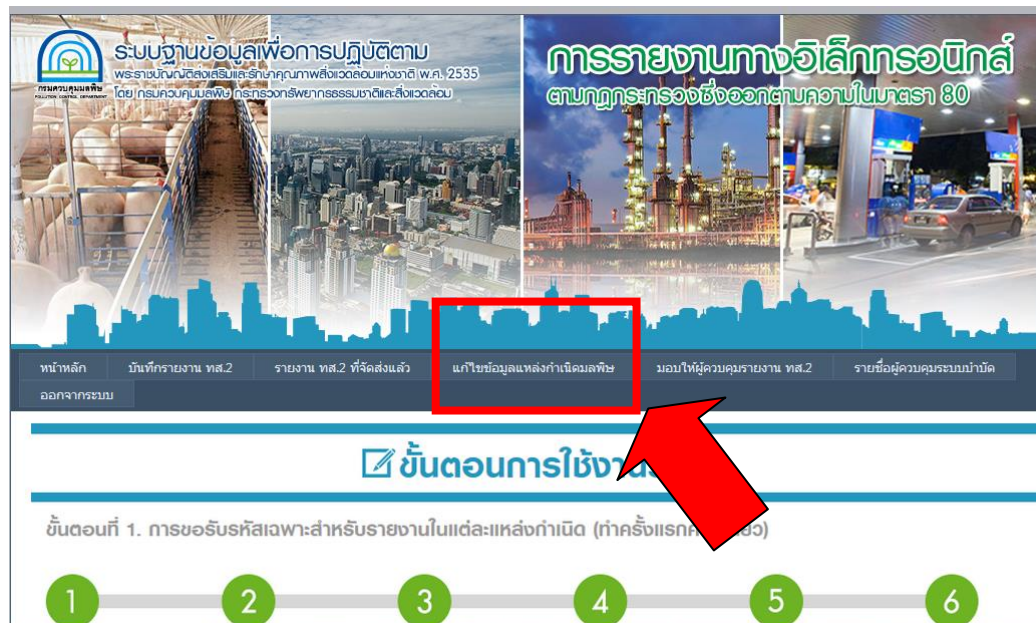 ระบบฐานข้อมูลเพื่อการปฏิบัติตาม
พระราชบัญญัติส่งเสริมและรักษาคุณภาพสิ่งแวดล้อมแห่งชาติ พ.ศ. 2535
โดย กรมควบคุมมลพิษ กระทรวงทรัพยากรธรรมชาติและสิ่งแวดล้อม
กรมควบคุมมลพิษ
POLLUTION CONTROL DEPARTMENT
การรายงานทางอิเล็กทรอนิกส์
ตามกฎกระทรวงซึ่งออกตามความในมาตรา 80
หน้าหลัก บันทึกรายงาน ทส.2 รายงาน ทส.2 ที่จัดส่งแล้ว แก้ไขข้อมูลแหล่งกำเนิดมลพิษ มอบให้ผู้ควบคุมรายงาน ทส.2 รายชื่อผู้ควบคุมระบบบำบัด
ออกจากระบบ
ขั้นตอนการใช้งาน
ขั้นตอนที่ 1. การขอรับรหัสเฉพาะสำหรับรายงานในแต่ละแหล่งกำเนิด (ทำครั้งแรก
1 2 3 4 5 6